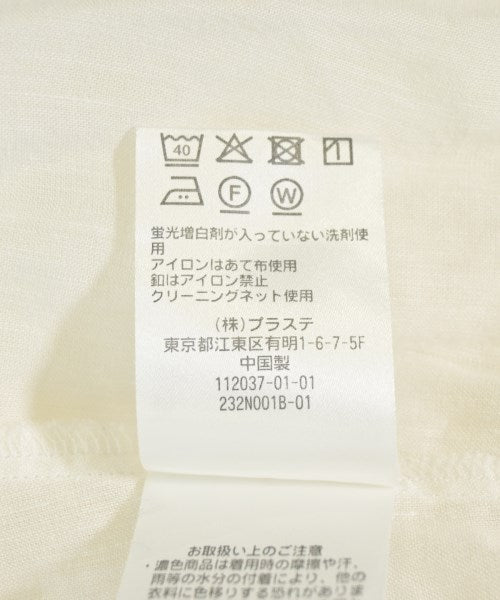 40
F W
蛍光増白剤が入っていない洗剤使
用
アイロンはあて布使用
釦はアイロン禁止
クリーニングネット使用
(株)プラステ
東京都江東区有明1-6-7-5F
中国製
112037-01-01
232N001B-01
お取扱い上のご注意
・濃色商品は着用時の摩擦や汗、
雨等の水分の付着により、他の
衣料に色移りする恐れがありま